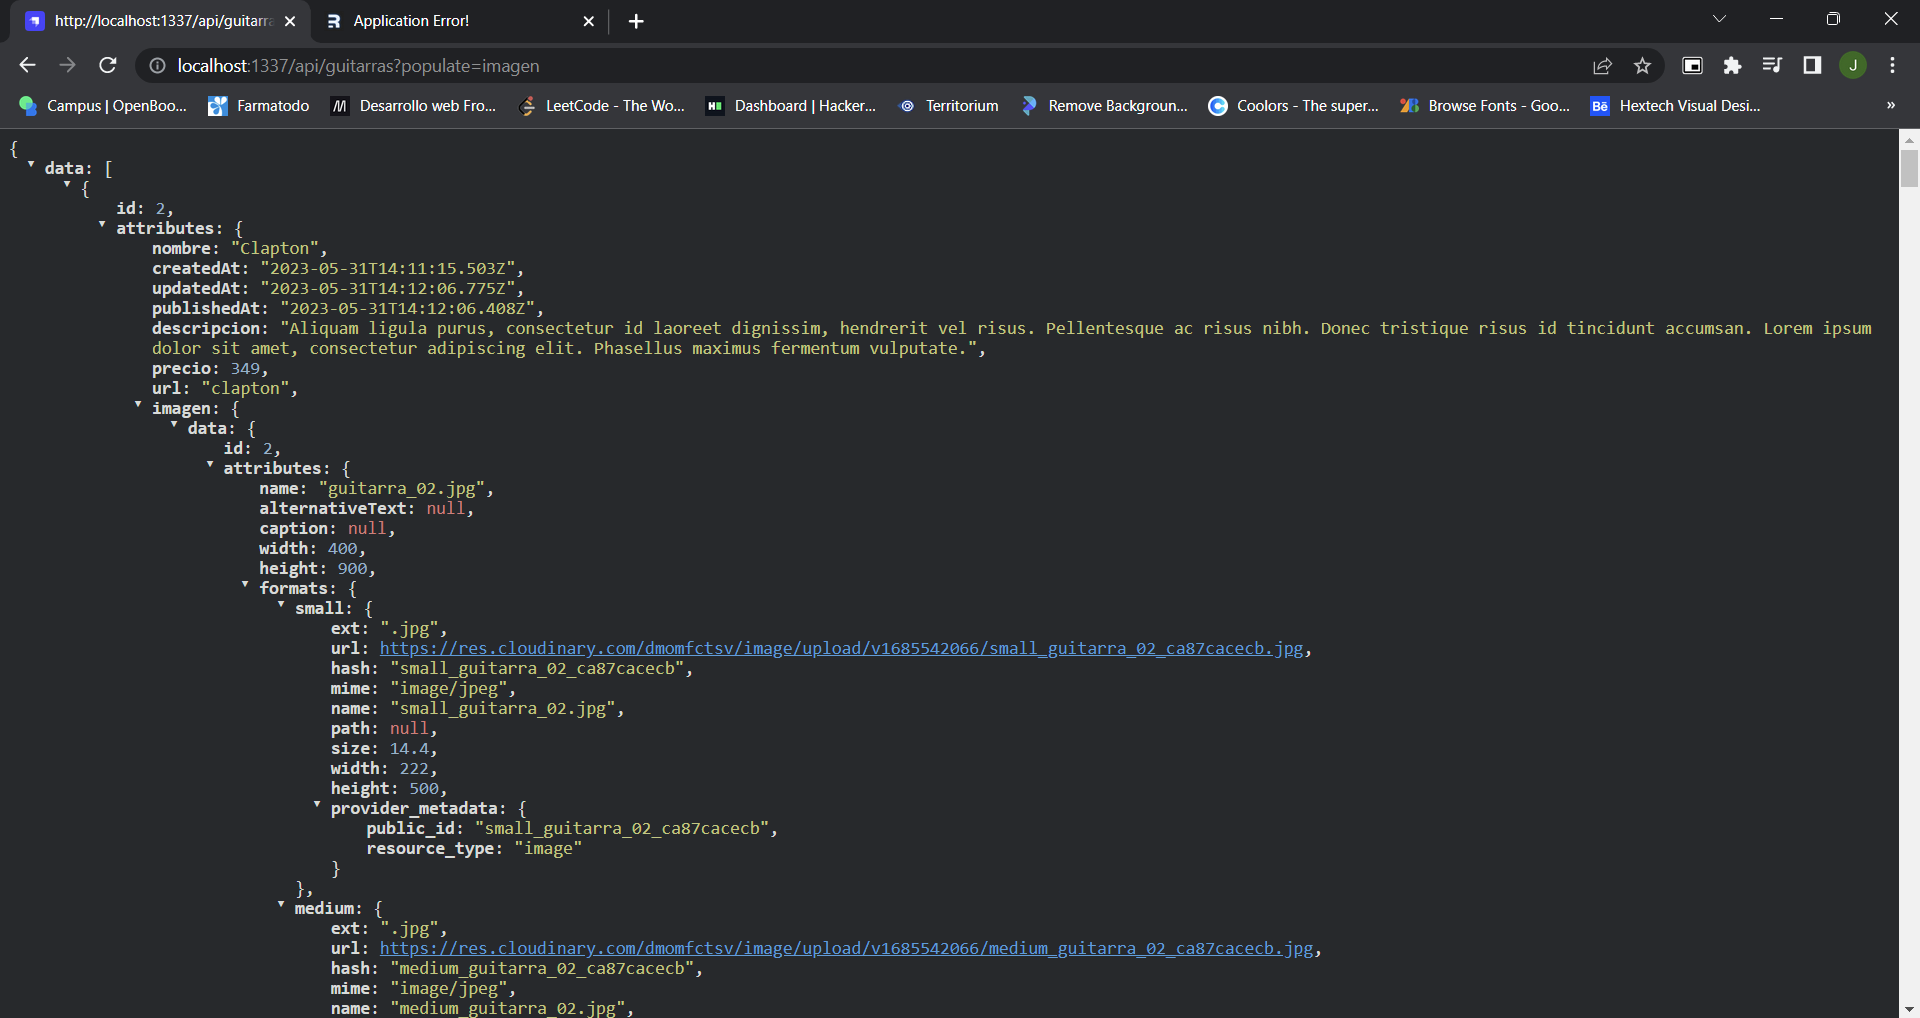 http://localhost:1337/api/guitarra
Application Error!
localhost:1337/api/guitarras?populate=imagen
J
Campus | OpenBoo...
Farmatodo
Desarrollo web Fro...
LeetCode - The Wo...
Dashboard | Hacker...
Territorium
Remove Backgroun...
Coolors - The super...
Browse Fonts - Goo...
Hextech Visual Desi...
»
{
data: [
{
id: 2,
attributes: {
nombre: "Clapton",
createdAt: "2023-05-31T14:11:15.503Z",
updatedAt: "2023-05-31T14:12:06.775Z",
publishedAt: "2023-05-31T14:12:06.408Z",
descripcion: "Aliquam ligula purus, consectetur id laoreet dignissim, hendrerit vel risus. Pellentesque ac risus nibh. Donec tristique risus id tincidunt accumsan. Lorem ipsum
dolor sit amet, consectetur adipiscing elit. Phasellus maximus fermentum vulputate.",
precio: 349,
url: "clapton",
imagen: {
data: {
id: 2,
attributes: {
name: "guitarra_02.jpg",
alternativeText: null,
caption: null,
width: 400,
height: 900,
formats: {
small: {
ext: ".jpg",
url: https://res.cloudinary.com/dmomfctsv/image/upload/v1685542066/small_guitarra_02_ca87cacecb.jpg,
hash: "small_guitarra_02_ca87cacecb",
mime: "image/jpeg",
name: "small_guitarra_02.jpg",
path: null,
size: 14.4,
width: 222,
height: 500,
provider_metadata: {
public_id: "small_guitarra_02_ca87cacecb",
resource_type: "image"
}
},
medium: {
ext: ".jpg",
url: https://res.cloudinary.com/dmomfctsv/image/upload/v1685542066/medium_guitarra_02_ca87cacecb.jpg,
hash: "medium_guitarra_02_ca87cacecb",
mime: "image/jpeg",
name: "medium_guitarra_02.jpg",